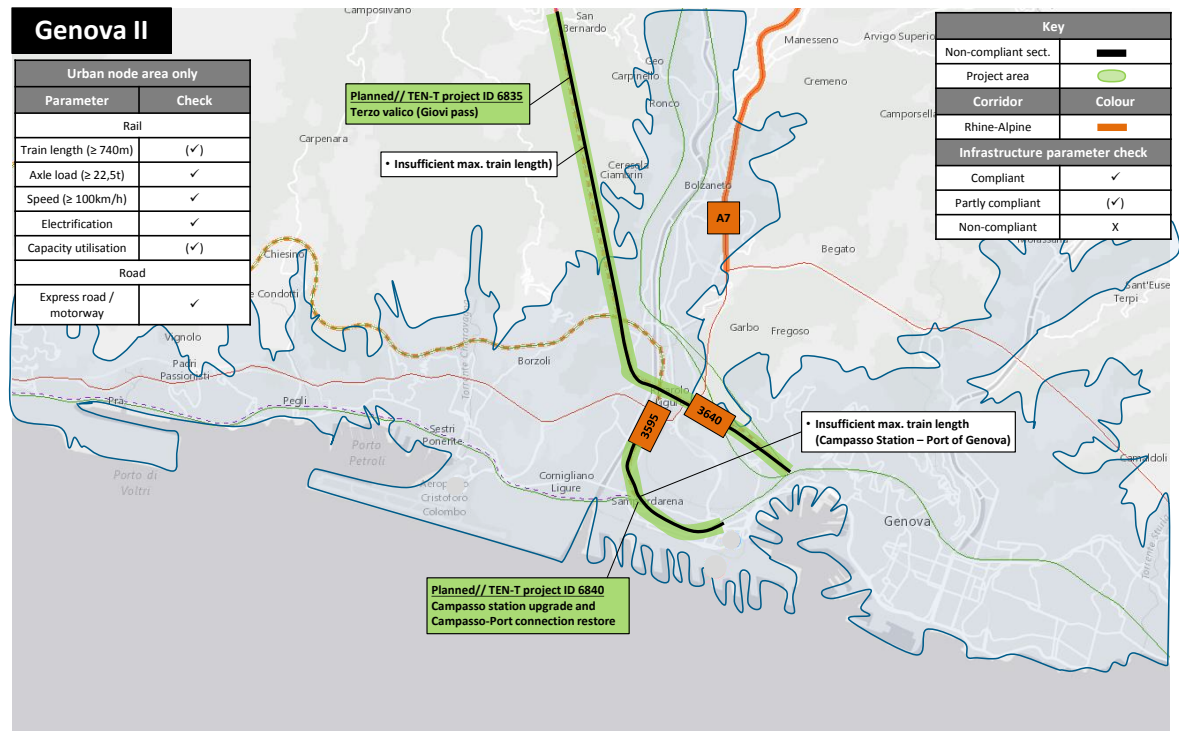 Genova II
Urban node area only
Parameter Check
Rail
Train length (≥ 740m) (✓)
Axle load (≥ 22,5t) ✓
Speed (≥ 100km/h) ✓
Electrification ✓
Capacity utilisation (✓)
Road
Express road /
motorway ✓
Key
Non-compliant sect.
Project area
Corridor Colour
Rhine-Alpine
Infrastructure parameter check
Compliant ✓
Partly compliant (✓)
Non-compliant X
Planned// TEN-T project ID 6835
Terzo valico (Giovi pass)
• Insufficient max. train length)
• Insufficient max. train length
(Campasso Station – Port of Genova)
Planned// TEN-T project ID 6840
Campasso station upgrade and
Campasso-Port connection restore
A7
3595
3640
Camposilvano
San
Bernardo
Manesseno
Arvigo Superio
Geo
Carpinello
Cremeno
Ronco
Camporsella
Carpenara
Ceresola
Ciambrin
Bolzaneto
Begato
Chiesino
e Condotti
Sant'Euse
Terpi
Vignolo
Garbo
Fregoso
Padri
Passionisti
Borzoli
Prà
Pegli
Sestri
Ponente
Porto
Petroli
Porto di
Voltri
Cornigliano
Ligure
Cristoforo
Colombo
Genova